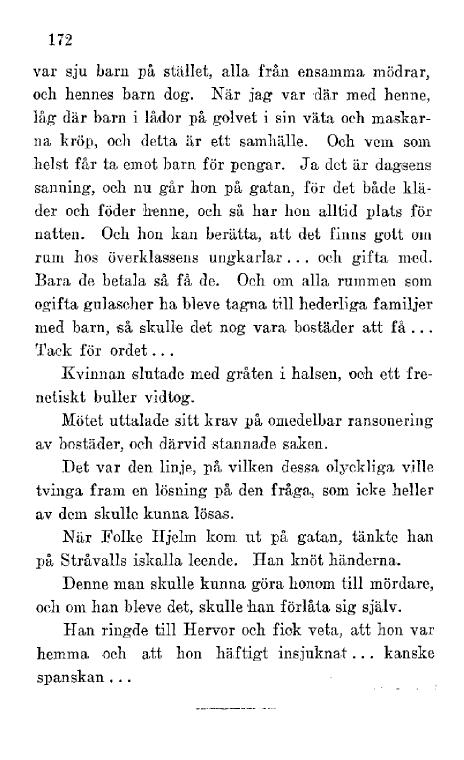 172
var sju barn på stället, alla från ensamma mödrar,
och hennes barn dog. När jag var där med henne,
låg där barn i lådor på golvet i sin väta och maskar-
na kröp, och detta är ett samhälle. Och vem som
helst får ta emot barn för pengar. Ja det är dagsens
sanning, och nu går hon på gatan, för det både klä-
der och föder henne, och så har hon alltid plats för
natten. Och hon kan berätta, att det finns gott om
rum hos överklassens ungkarlar... och gifta med.
Bara de betala så få de. Och om alla rummen som
ogifta gulascher ha bleve tagna till hederliga familjer
med barn, så skulle det nog vara bostäder att få...
Tack för ordet...
Kvinnan slutade med gråten i halsen, och ett fre-
netiskt buller vidtog.
Mötet uttalade sitt krav på omedelbar ransonering
av bostäder, och därvid stannade saken.
Det var den linje, på vilken dessa olyckliga ville
tvinga fram en lösning på den fråga, som icke heller
av dem skulle kunna lösas.
När Folke Hjelm kom ut på gatan, tänkte han
på Stråvalls iskalla leende. Han knöt händerna.
Denne man skulle kunna göra honom till mördare,
och om han bleve det, skulle han förlåta sig själv.
Han ringde till Hervor och fick veta, att hon var
hemma och att hon häftigt insjuknat... kanske
spanskan...